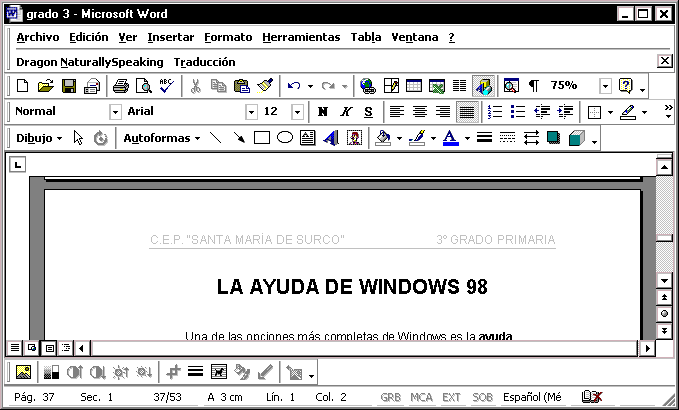 grado 3 - Microsoft Word
Archivo Edición Ver Insertar Formato Herramientas Tabla Ventana ?
Dragon NaturallySpeaking Traducción
ABC ¶ 75% ?
Normal Arial 12 N K S
Dibujo Autoformas A A
L
C.E.P. "SANTA MARÍA DE SURCO" 3º GRADO PRIMARIA
LA AYUDA DE WINDOWS 98
Una de las opciones más completas de Windows es la ayuda
Pág. 37 Sec. 1 37/53 A 3 cm Lín. 1 Col. 2 GRB MCA EXT SOB Español (Mé